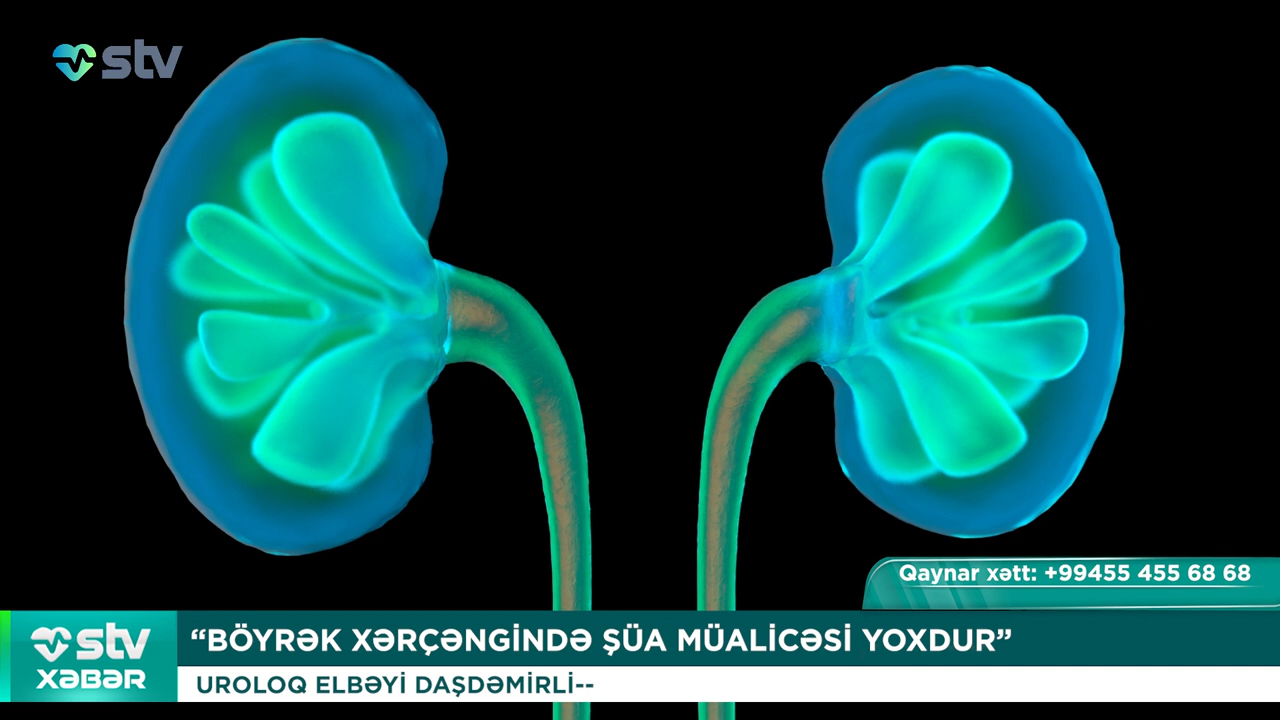 stv
Qaynar xətt: +99455 455 68 68
stv
XƏBƏR
“BÖYRƏK XƏRÇƏNGİNDƏ ŞÜA MÜALİCƏSİ YOXDUR”
UROLOQ ELBƏYİ DAŞDƏMİRLİ--